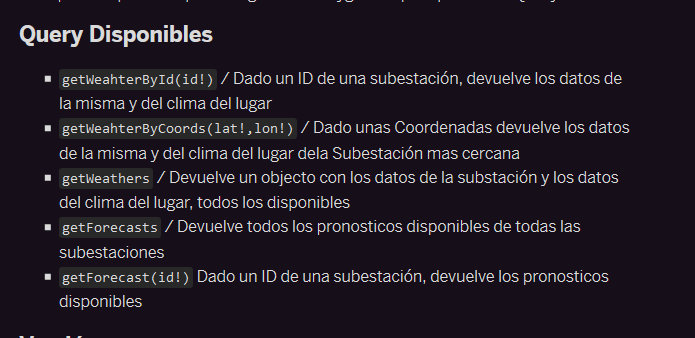 Query Disponibles
getWeahterById(id!) / Dado un ID de una subestación, devuelve los datos de
la misma y del clima del lugar
getWeahterByCoords(lat!,lon!) / Dado unas Coordenadas devuelve los datos
de la misma y del clima del lugar dela Subestación mas cercana
getWeathers / Devuelve un objecto con los datos de la substación y los datos
del clima del lugar, todos los disponibles
getForecasts / Devuelve todos los pronosticos disponibles de todas las
subestaciones
getForecast(id!) Dado un ID de una subestación, devuelve los pronosticos
disponibles